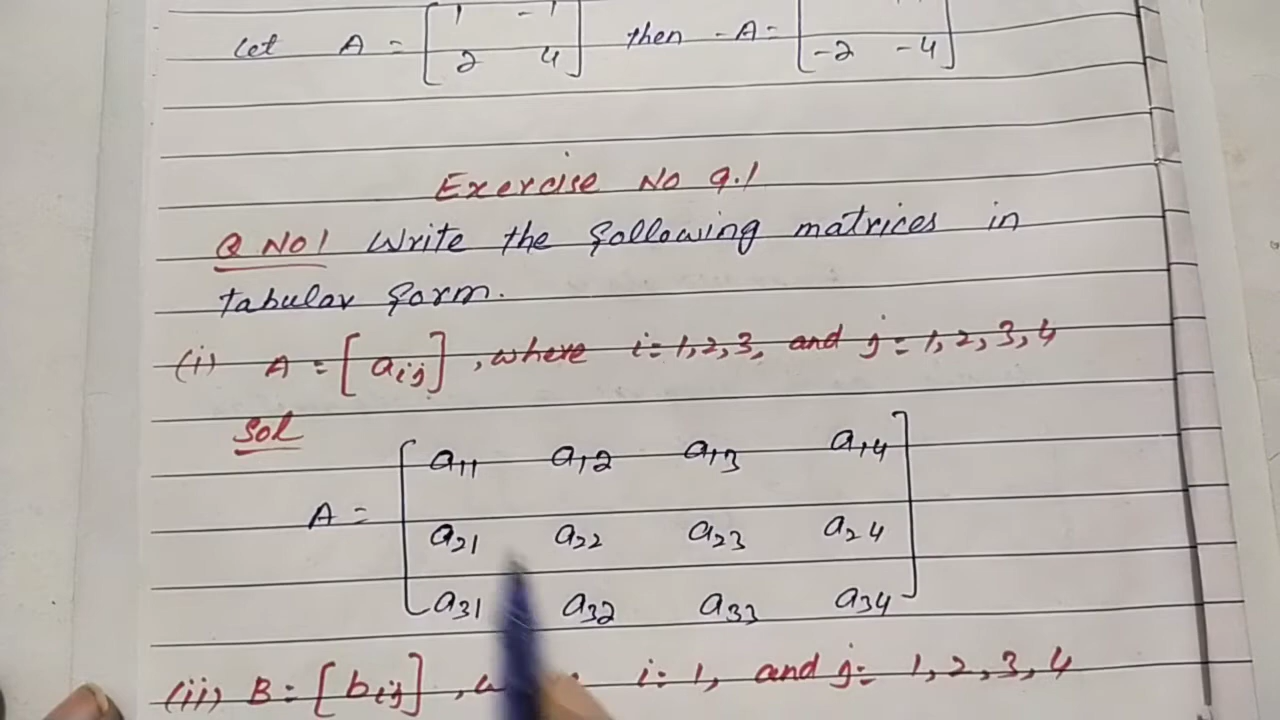 1 -1
Let A = [ 2 4 ] then -A = [ -2 -4 ]
Exercise No 9.1
Q No1 Write the following matrices in
tabular form.
(i) A = [aij], where i=1,2,3, and j=1,2,3,4
Sol
a11 a12 a13 a14
A =
a21 a22 a23 a24
a31 a32 a33 a34
(ii) B = [bij], i=1, and j= 1,2,3,4